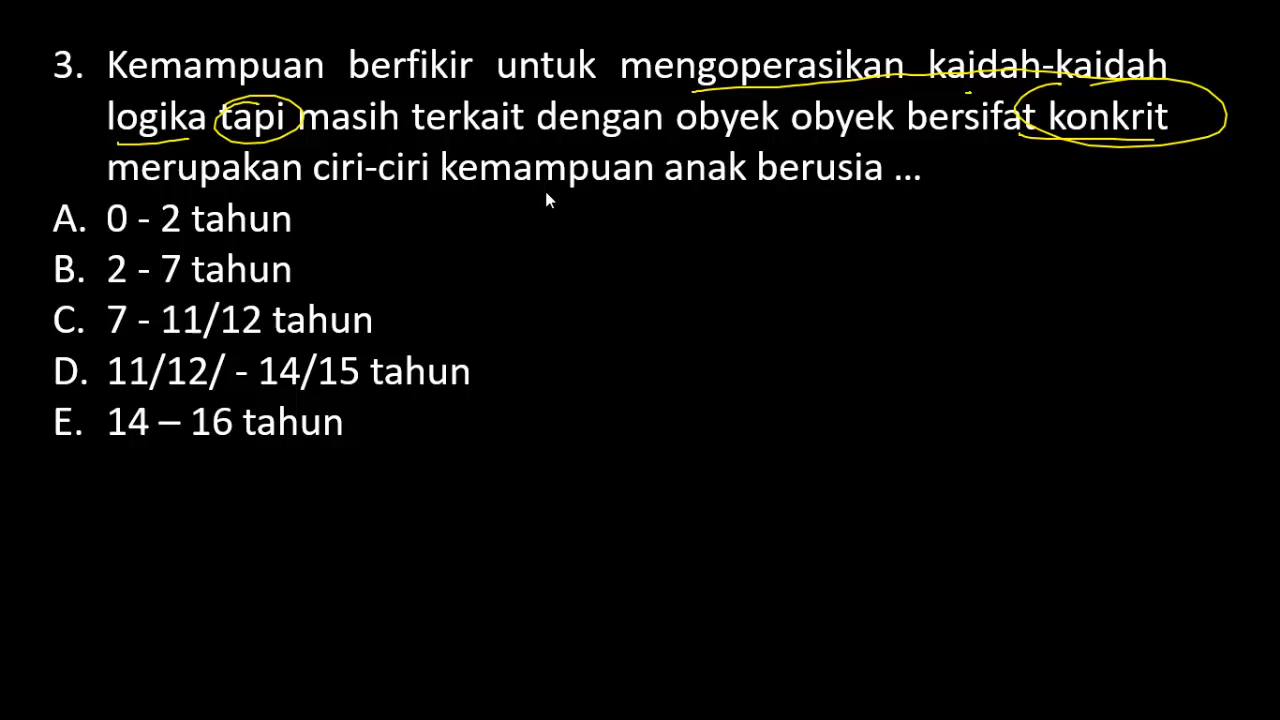 3. Kemampuan berfikir untuk mengoperasikan kaidah-kaidah
logika tapi masih terkait dengan obyek obyek bersifat konkrit
merupakan ciri-ciri kemampuan anak berusia ...
A. 0 - 2 tahun
B. 2 - 7 tahun
C. 7 - 11/12 tahun
D. 11/12/ - 14/15 tahun
E. 14 – 16 tahun